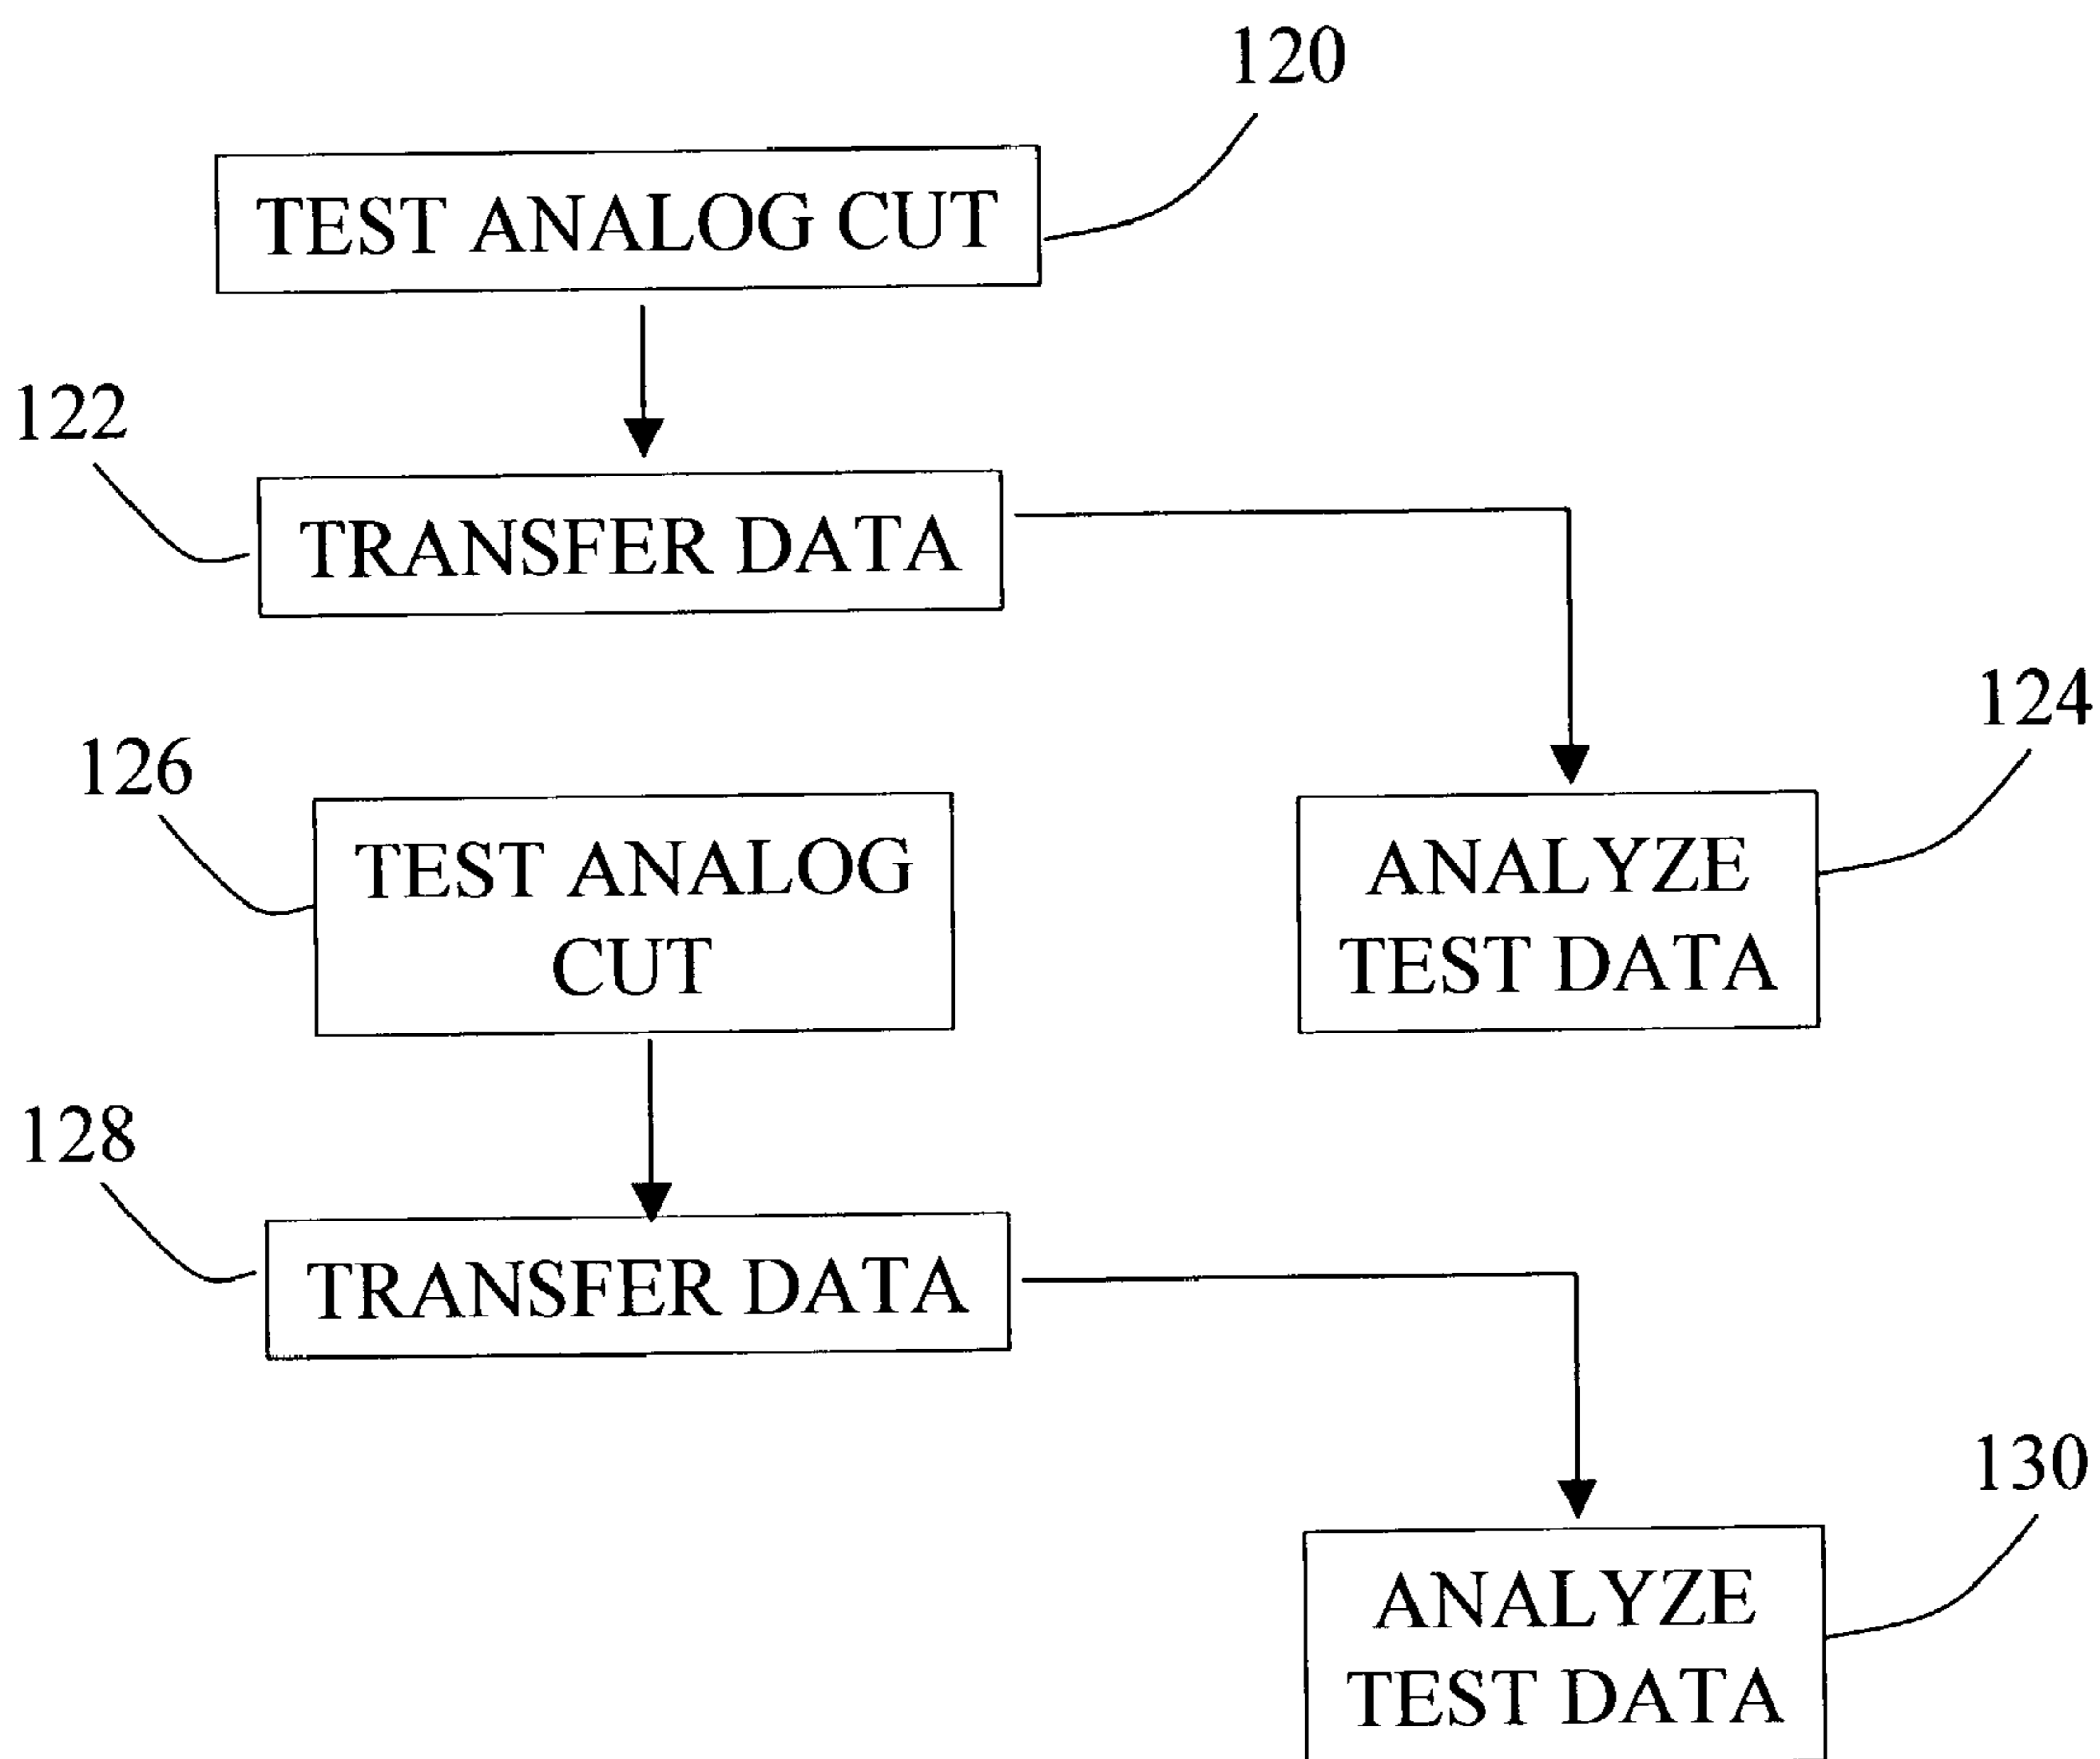 120
TEST ANALOG CUT
122
TRANSFER DATA
124
126
TEST ANALOG
CUT
ANALYZE
TEST DATA
128
TRANSFER DATA
130
ANALYZE
TEST DATA